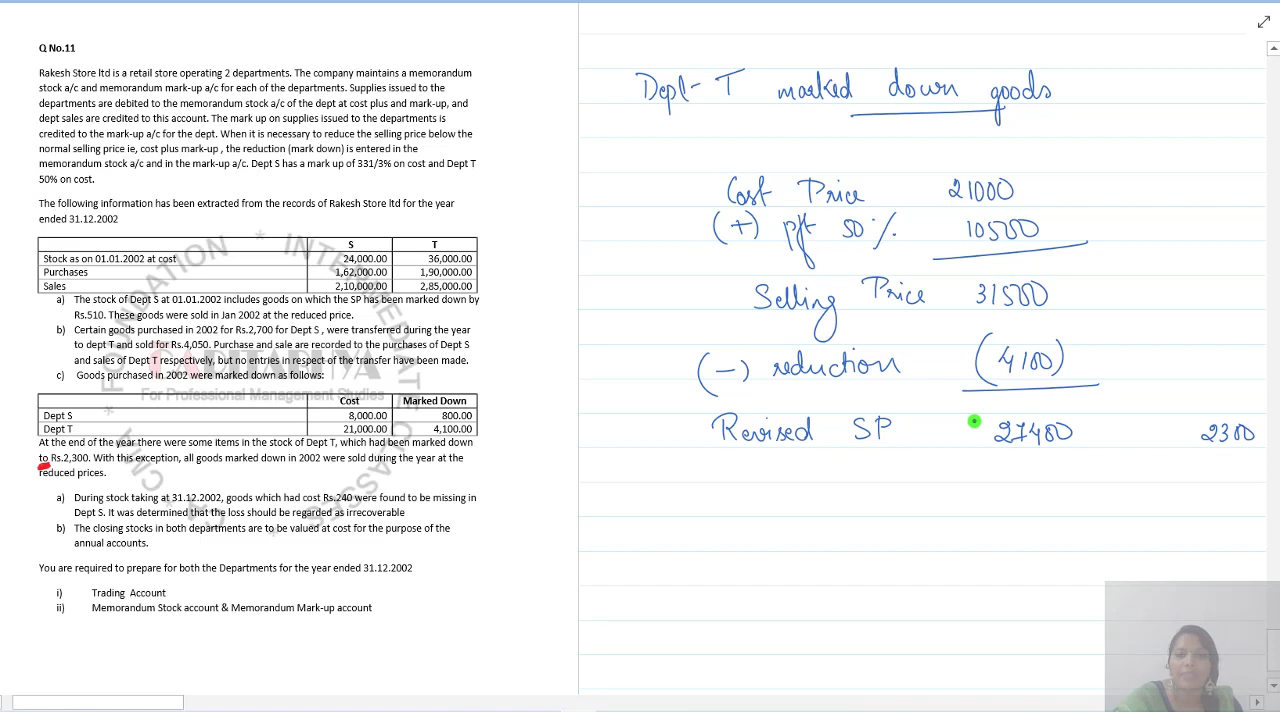 Q No.11
Rakesh Store ltd is a retail store operating 2 departments. The company maintains a memorandum
stock a/c and memorandum mark-up a/c for each of the departments. Supplies issued to the
departments are debited to the memorandum stock a/c of the dept at cost plus and mark-up, and
dept sales are credited to this account. The mark up on supplies issued to the departments is
credited to the mark-up a/c for the dept. When it is necessary to reduce the selling price below the
normal selling price ie, cost plus mark-up , the reduction (mark down) is entered in the
memorandum stock a/c and in the mark-up a/c. Dept S has a mark up of 331/3% on cost and Dept T
50% on cost.
The following information has been extracted from the records of Rakesh Store ltd for the year
ended 31.12.2002
S T
Stock as on 01.01.2002 at cost 24,000.00 36,000.00
Purchases 1,62,000.00 1,90,000.00
Sales 2,10,000.00 2,85,000.00
a) The stock of Dept S at 01.01.2002 includes goods on which the SP has been marked down by
Rs.510. These goods were sold in Jan 2002 at the reduced price.
b) Certain goods purchased in 2002 for Rs.2,700 for Dept S , were transferred during the year
to dept T and sold for Rs.4,050. Purchase and sale are recorded to the purchases of Dept S
and sales of Dept T respectively, but no entries in respect of the transfer have been made.
c) Goods purchased in 2002 were marked down as follows:
For Professional Management Studies
Cost Marked Down
Dept S 8,000.00 800.00
Dept T 21,000.00 4,100.00
At the end of the year there were some items in the stock of Dept T, which had been marked down
to Rs.2,300. With this exception, all goods marked down in 2002 were sold during the year at the
reduced prices.
a) During stock taking at 31.12.2002, goods which had cost Rs.240 were found to be missing in
Dept S. It was determined that the loss should be regarded as irrecoverable
b) The closing stocks in both departments are to be valued at cost for the purpose of the
annual accounts.
You are required to prepare for both the Departments for the year ended 31.12.2002
i) Trading Account
ii) Memorandum Stock account & Memorandum Mark-up account
* FOUNDATION * INTERMEDIATE CLASSES * CA * CMA
Dept- T marked down goods
Cost Price 21000
(+) pft 50% 10500
Selling Price 31500
(-) reduction (4100)
Revised SP 27400 2300